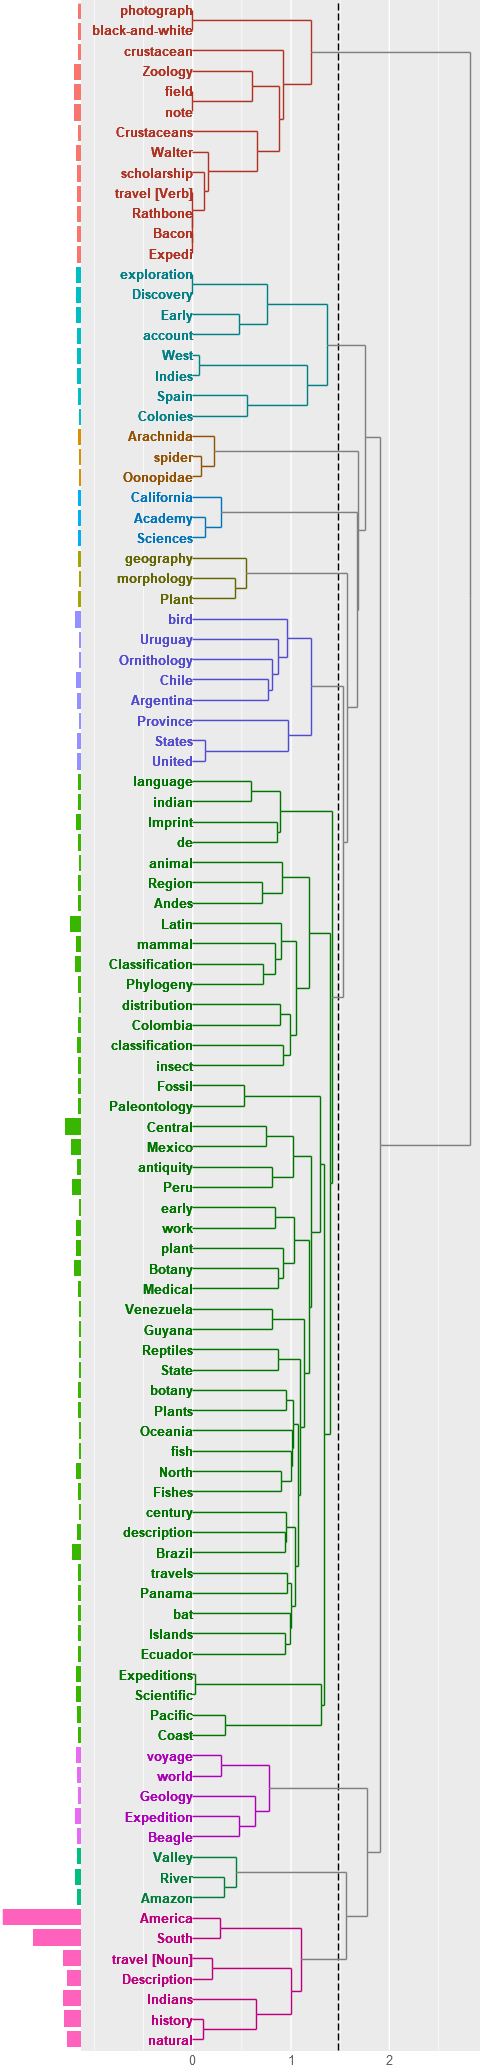 photograph
black-and-white
crustacean
Zoology
field
note
Crustaceans
Walter
scholarship
travel [Verb]
Rathbone
Bacon
Expedi
exploration
Discovery
Early
account
West
Indies
Spain
Colonies
Arachnida
spider
Oonopidae
California
Academy
Sciences
geography
morphology
Plant
bird
Uruguay
Ornithology
Chile
Argentina
Province
States
United
language
indian
Imprint
de
animal
Region
Andes
Latin
mammal
Classification
Phylogeny
distribution
Colombia
classification
insect
Fossil
Paleontology
Central
Mexico
antiquity
Peru
early
work
plant
Botany
Medical
Venezuela
Guyana
Reptiles
State
botany
Plants
Oceania
fish
North
Fishes
century
description
Brazil
travels
Panama
bat
Islands
Ecuador
Expeditions
Scientific
Pacific
Coast
voyage
world
Geology
Expedition
Beagle
Valley
River
Amazon
America
South
travel [Noun]
Description
Indians
history
natural
0 1 2